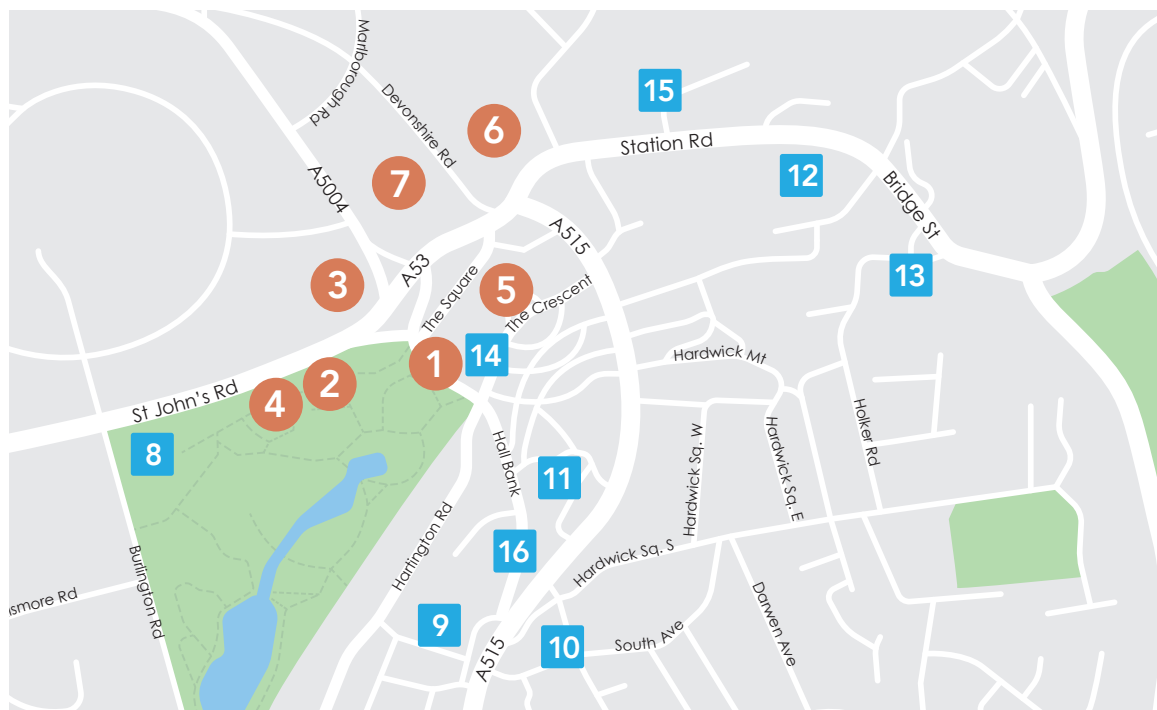 Marlborough Rd
Devonshire Rd
6
15
Station Rd
7
12
A5004
Bridge St
A515
A53
3
The Square
5
The Crescent
13
1
14
Hardwick Mt
St John's Rd
4
2
8
Hall Bank
11
Hardwick Sq. W
Hardwick Sq. E
Holker Rd
Hartington Rd
16
Hardwick Sq. S
Burlington Rd
smore Rd
9
10
South Ave
Darwen Ave
A515